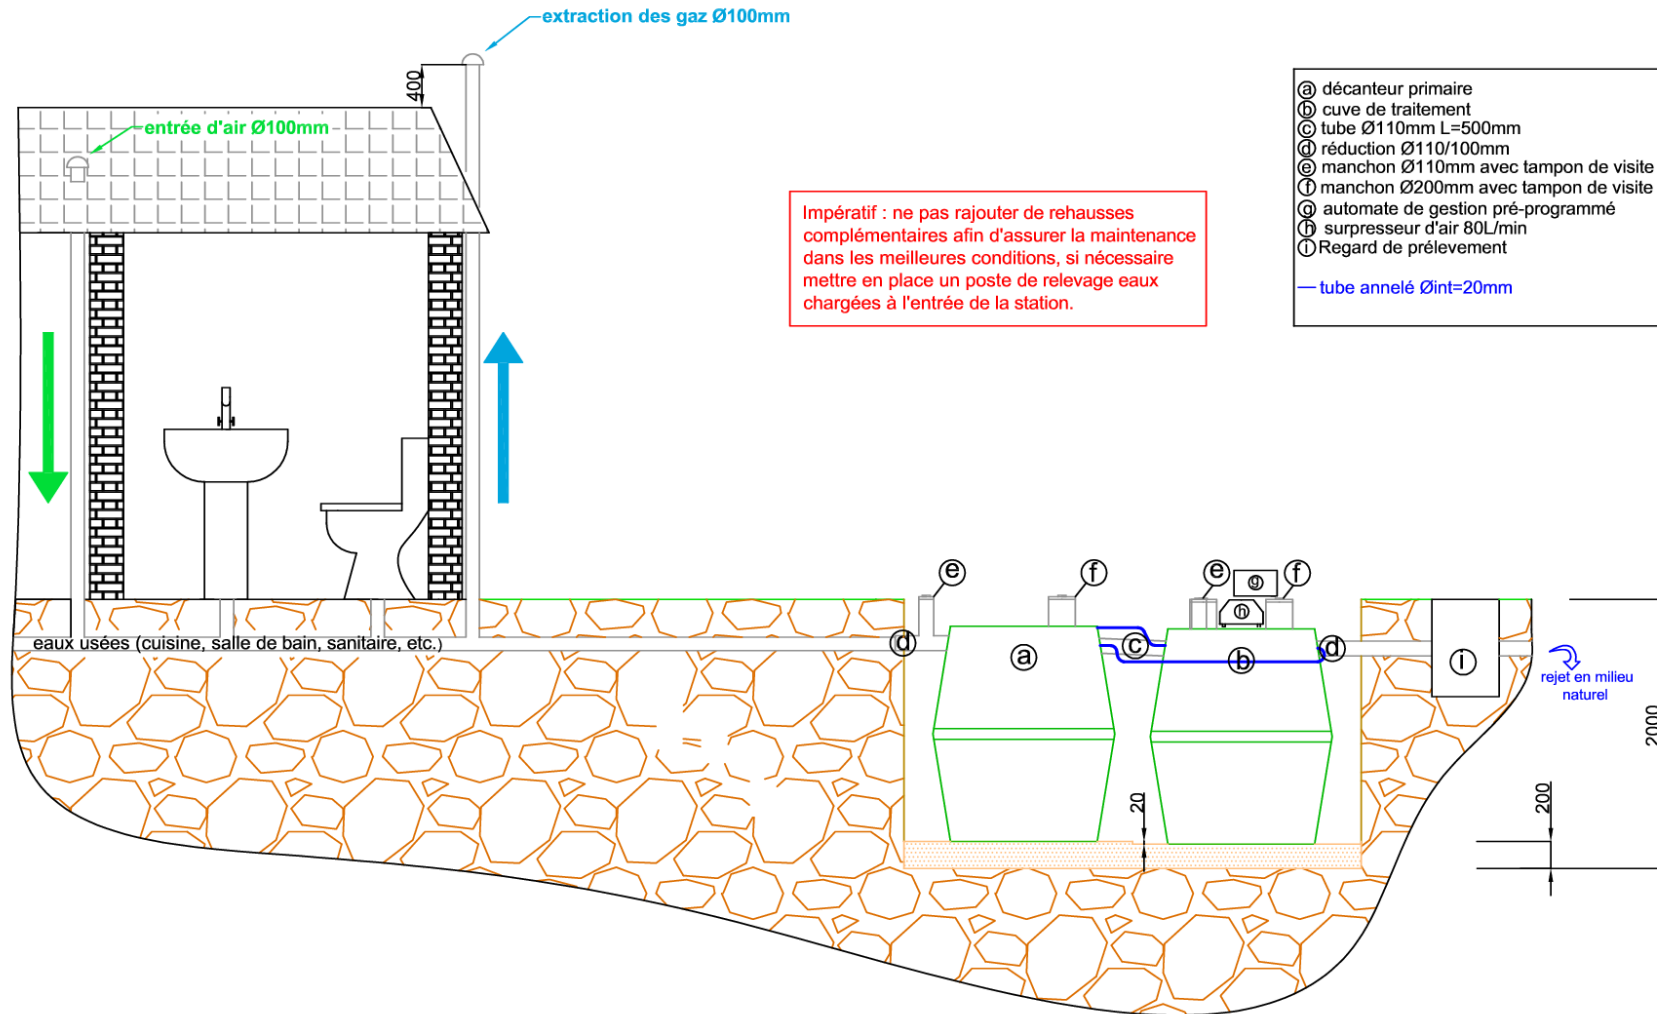 extraction des gaz Ø100mm
400
entrée d'air Ø100mm
Impératif : ne pas rajouter de rehausses
complémentaires afin d'assurer la maintenance
dans les meilleures conditions, si nécessaire
mettre en place un poste de relevage eaux
chargées à l'entrée de la station.
a décanteur primaire
b cuve de traitement
c tube Ø110mm L=500mm
d réduction Ø110/100mm
e manchon Ø110mm avec tampon de visite
f manchon Ø200mm avec tampon de visite
g automate de gestion pré-programmé
h surpresseur d'air 80L/min
i Regard de prélevement
tube annelé Øint=20mm
e
f
e
g
f
h
eaux usées (cuisine, salle de bain, sanitaire, etc.)
d
a
c
b
d
i
rejet en milieu
naturel
2000
200
20